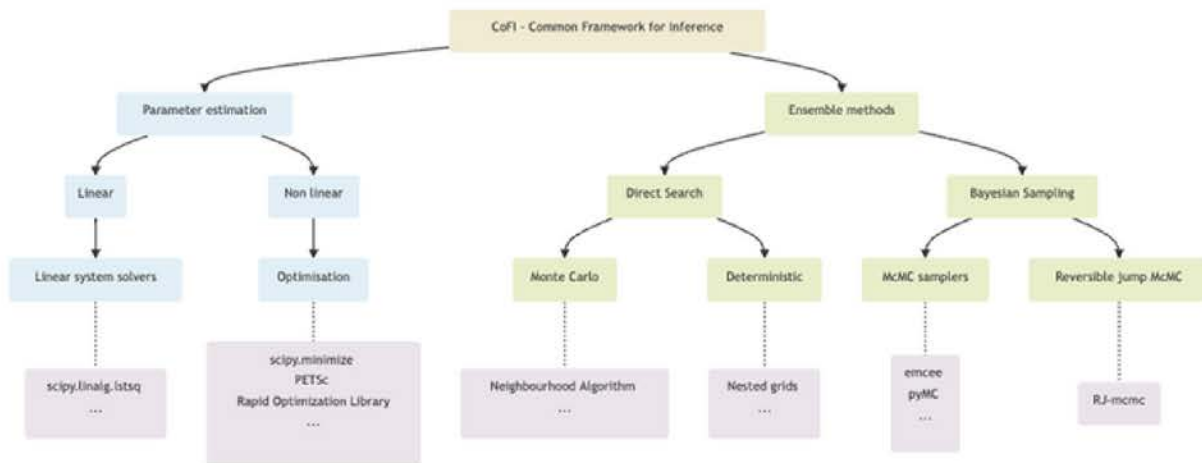 CoFI - Common Framework for Inference
Parameter estimation
Ensemble methods
Linear
Non linear
Direct Search
Bayesian Sampling
Linear system solvers
Optimisation
Monte Carlo
Deterministic
McMC samplers
Reversible jump McMC
scipy.linalg.lstsq
...
scipy.minimize
PETSc
Rapid Optimization Library
...
Neighbourhood Algorithm
...
Nested grids
...
emcee
pyMC
...
RJ-mcmc